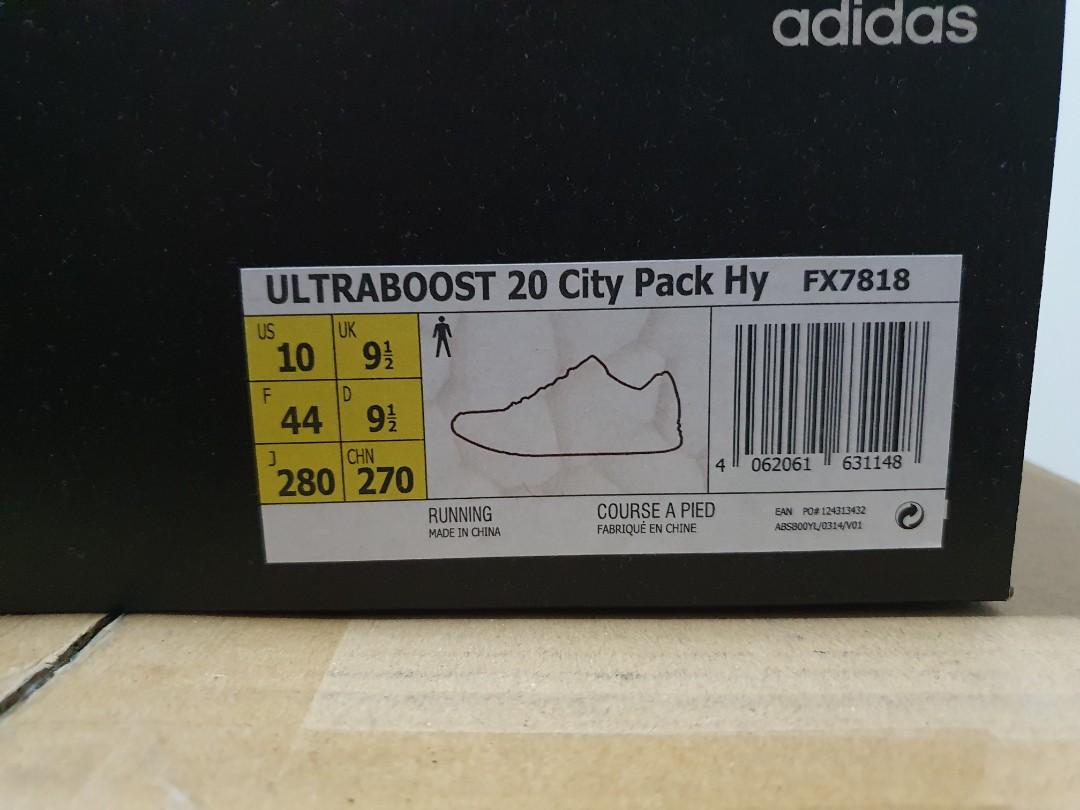 adidas
ULTRABOOST 20 City Pack Hy FX7818
US 10 UK 9½
F 44 D 9½
J 280 CHN 270
4 062061 631148
RUNNING
MADE IN CHINA
COURSE A PIED
FABRIQUÉ EN CHINE
EAN PO# 124313432
ABS800YL/0314/V01